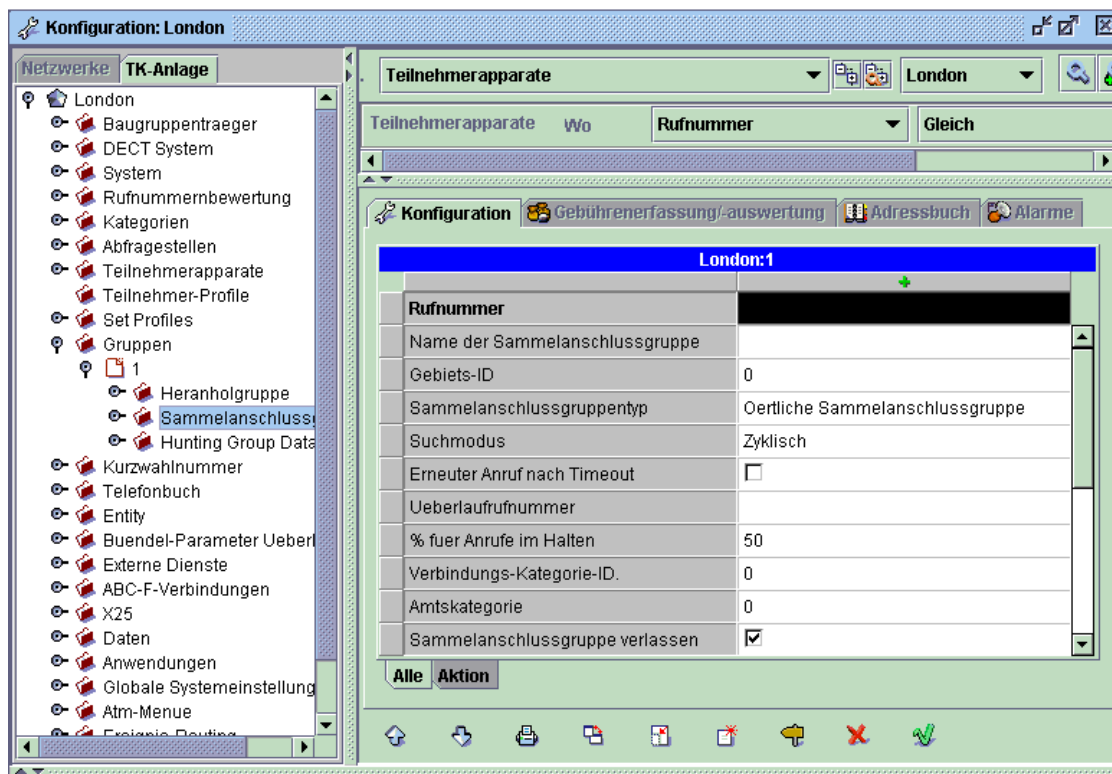 Konfiguration: London
Netzwerke TK-Anlage
London
Baugruppentraeger
DECT System
System
Rufnummernbewertung
Kategorien
Abfragestellen
Teilnehmerapparate
Teilnehmer-Profile
Set Profiles
Gruppen
1
Heranholgruppe
Sammelanschluss
Hunting Group Data
Kurzwahlnummer
Telefonbuch
Entity
Buendel-Parameter Ueberl
Externe Dienste
ABC-F-Verbindungen
X25
Daten
Anwendungen
Globale Systemeinstellung
Atm-Menue
Ereignis-Routing
Teilnehmerapparate London
Teilnehmerapparate Wo Rufnummer Gleich
Konfiguration Gebührenerfassung/-auswertung Adressbuch Alarme
London:1
Rufnummer
Name der Sammelanschlussgruppe
Gebiets-ID 0
Sammelanschlussgruppentyp Oertliche Sammelanschlussgruppe
Suchmodus Zyklisch
Erneuter Anruf nach Timeout
Ueberlaufrufnummer
% fuer Anrufe im Halten 50
Verbindungs-Kategorie-ID. 0
Amtskategorie 0
Sammelanschlussgruppe verlassen
Alle Aktion